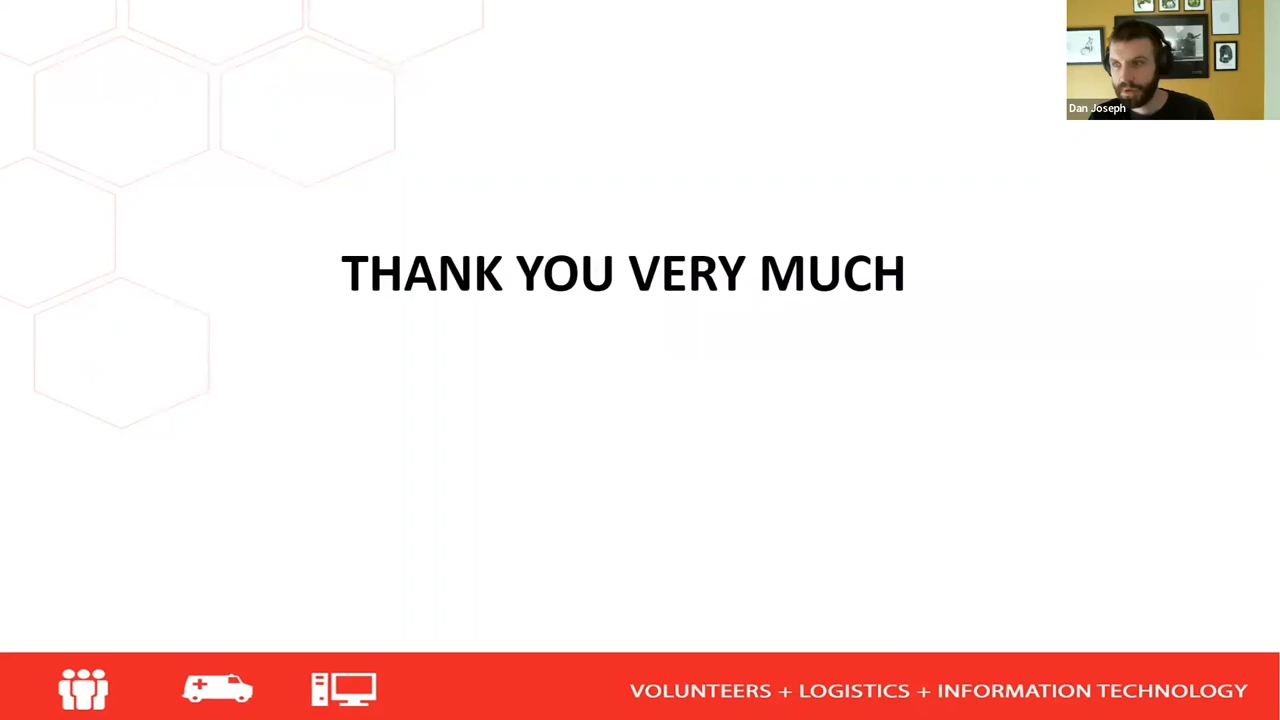 Dan Joseph
THANK YOU VERY MUCH
VOLUNTEERS + LOGISTICS + INFORMATION TECHNOLOGY